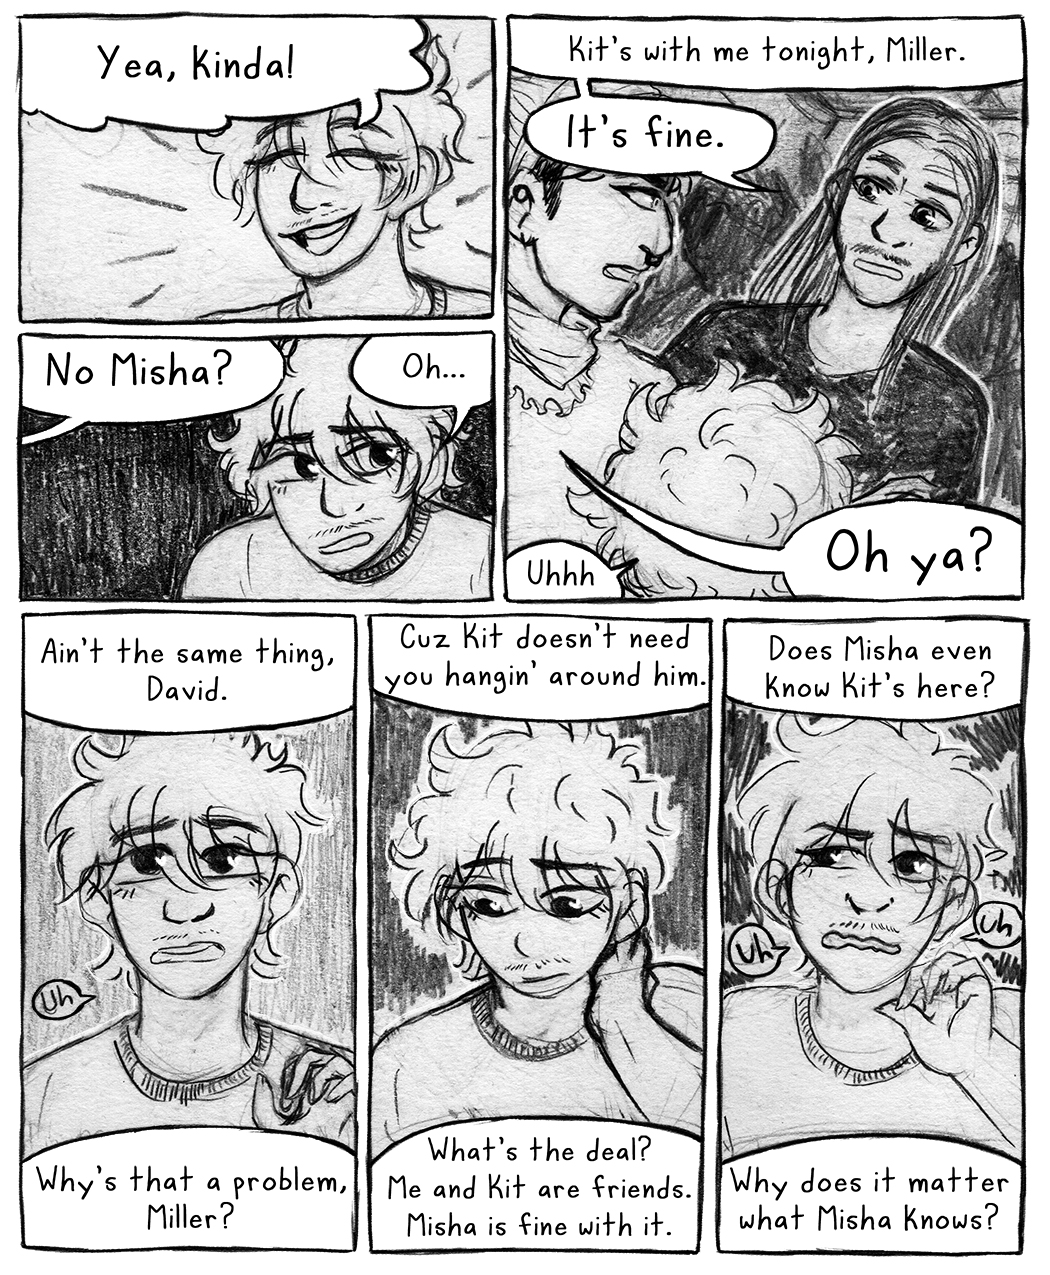 Yea, kinda!
No Misha?
Oh...
Kit's with me tonight, Miller.
It's fine.
Oh ya?
Uhhh
Ain't the same thing,
David.
Uh
Why's that a problem,
Miller?
Cuz Kit doesn't need
you hangin' around him.
What's the deal?
Me and Kit are friends.
Misha is fine with it.
Does Misha even
know Kit's here?
Uh
Uh
Why does it matter
what Misha knows?